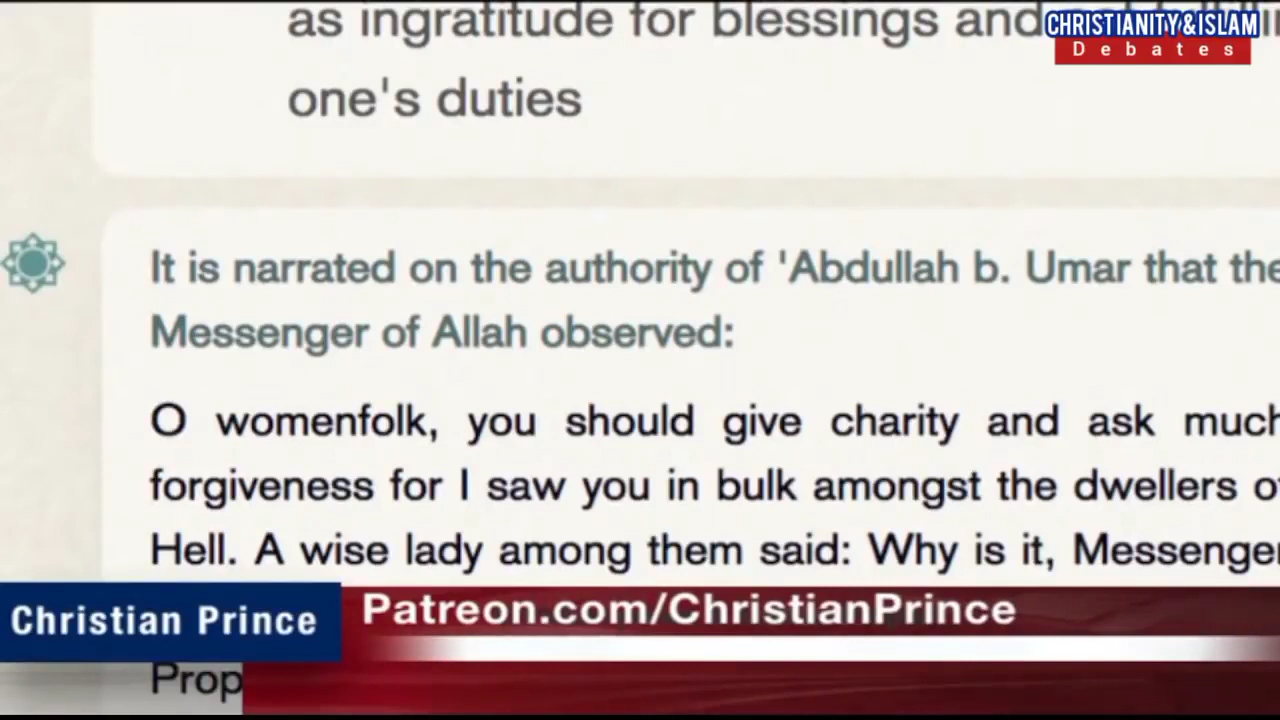 as ingratitude for blessings and
CHRISTIANITY & ISLAM
Debates
one's duties
It is narrated on the authority of 'Abdullah b. Umar that the
Messenger of Allah observed:
O womenfolk, you should give charity and ask much
forgiveness for I saw you in bulk amongst the dwellers of
Hell. A wise lady among them said: Why is it, Messenger
Christian Prince
Patreon.com/ChristianPrince
Prop